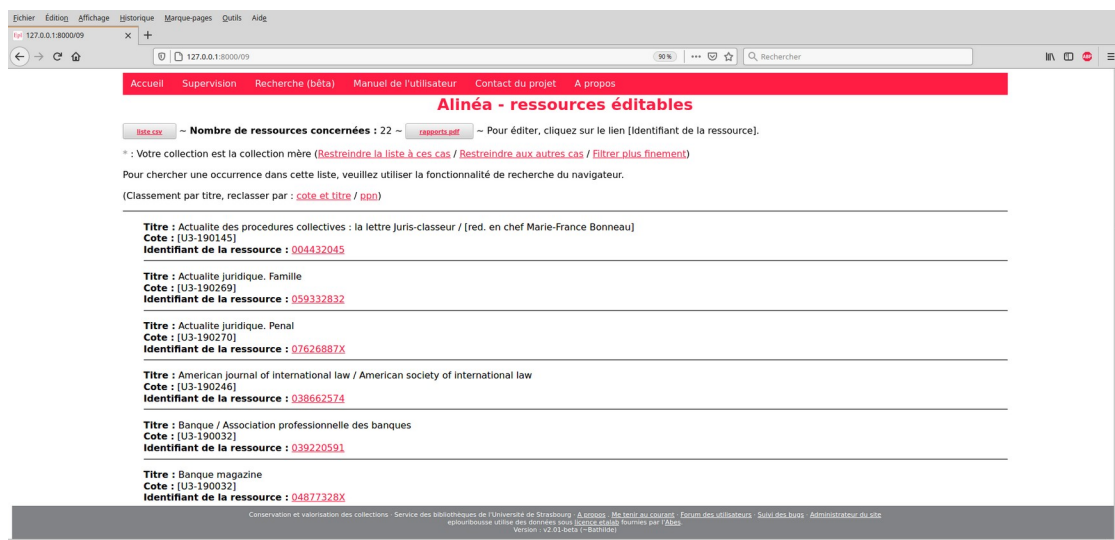 Fichier Édition Affichage Historique Marque-pages Outils Aide
Epl 127.0.0.1:8000/09 × +
127.0.0.1:8000/09 90 % ··· Rechercher ABP
Accueil Supervision Recherche (bêta) Manuel de l'utilisateur Contact du projet A propos
Alinéa - ressources éditables
liste csv ~ Nombre de ressources concernées : 22 ~ rapports pdf ~ Pour éditer, cliquez sur le lien [Identifiant de la ressource].
* : Votre collection est la collection mère (Restreindre la liste à ces cas / Restreindre aux autres cas / Filtrer plus finement)
Pour chercher une occurrence dans cette liste, veuillez utiliser la fonctionnalité de recherche du navigateur.
(Classement par titre, reclasser par : cote et titre / ppn)
Titre : Actualite des procedures collectives : la lettre Juris-classeur / [red. en chef Marie-France Bonneau]
Cote : [U3-190145]
Identifiant de la ressource : 004432045
Titre : Actualite juridique. Famille
Cote : [U3-190269]
Identifiant de la ressource : 059332832
Titre : Actualite juridique. Penal
Cote : [U3-190270]
Identifiant de la ressource : 07626887X
Titre : American journal of international law / American society of international law
Cote : [U3-190246]
Identifiant de la ressource : 038662574
Titre : Banque / Association professionnelle des banques
Cote : [U3-190032]
Identifiant de la ressource : 039220591
Titre : Banque magazine
Cote : [U3-190032]
Identifiant de la ressource : 04877328X
Conservation et valorisation des collections - Service des bibliothèques de l'Université de Strasbourg - A propos - Me tenir au courant - Forum des utilisateurs - Suivi des bugs - Administrateur du site
eplouribousse utilise des données sous licence etalab fournies par l'Abes.
Version : v2.01-beta (~Bathilde)